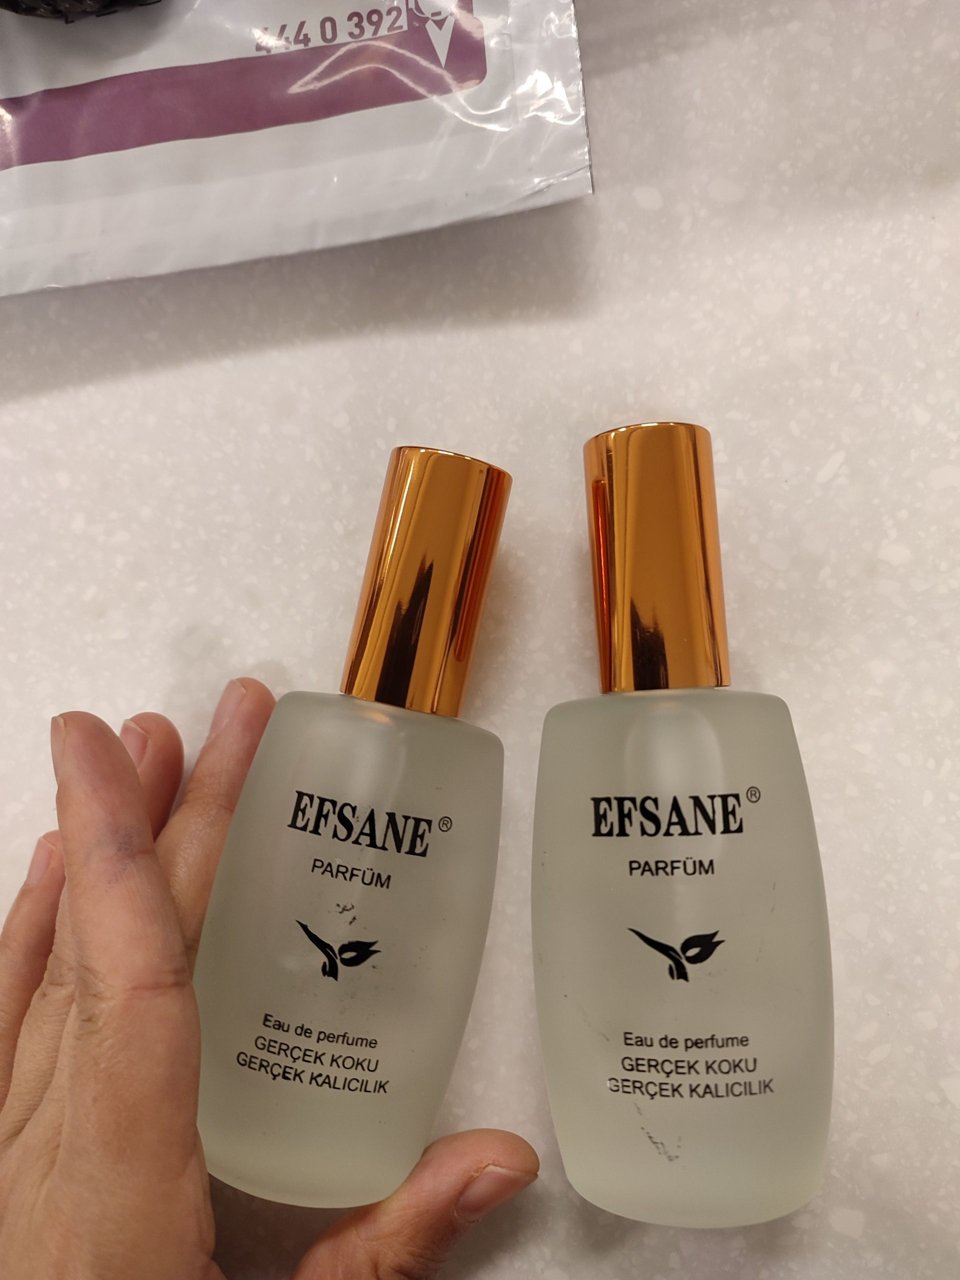 444 0 392
EFSANE®
PARFÜM
Eau de perfume
GERÇEK KOKU
GERÇEK KALICILIK
EFSANE®
PARFÜM
Eau de perfume
GERÇEK KOKU
GERÇEK KALICILIK